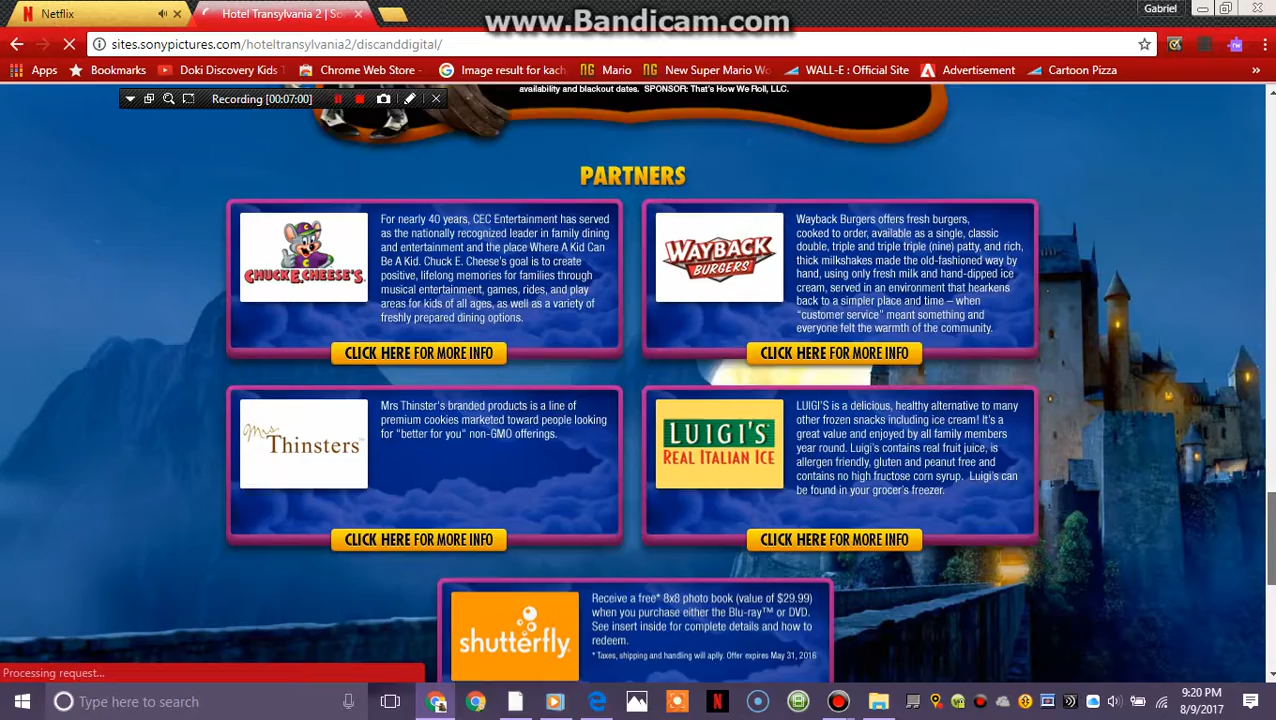 www.Bandicam.com
Netflix
Hotel Transylvania 2 | So
Gabriel
sites.sonypictures.com/hoteltransylvania2/discanddigital/
Apps
Bookmarks
Doki Discovery Kids
Chrome Web Store -
Image result for kach
Mario
New Super Mario Wo
WALL-E : Official Site
Advertisement
Cartoon Pizza
Recording [00:07:00]
availability and blackout dates. SPONSOR: That's How We Roll, LLC.
PARTNERS
CHUCK E. CHEESE'S.
For nearly 40 years, CEC Entertainment has served
as the nationally recognized leader in family dining
and entertainment and the place Where A Kid Can
Be A Kid. Chuck E. Cheese's goal is to create
positive, lifelong memories for families through
musical entertainment, games, rides, and play
areas for kids of all ages, as well as a variety of
freshly prepared dining options.
CLICK HERE FOR MORE INFO
WAYBACK
BURGERS
Wayback Burgers offers fresh burgers,
cooked to order, available as a single, classic
double, triple and triple triple (nine) patty, and rich,
thick milkshakes made the old-fashioned way by
hand, using only fresh milk and hand-dipped ice
cream, served in an environment that hearkens
back to a simpler place and time – when
"customer service" meant something and
everyone felt the warmth of the community.
CLICK HERE FOR MORE INFO
Mrs Thinsters
Mrs Thinster's branded products is a line of
premium cookies marketed toward people looking
for "better for you" non-GMO offerings.
CLICK HERE FOR MORE INFO
LUIGI'S
REAL ITALIAN ICE
LUIGI'S is a delicious, healthy alternative to many
other frozen snacks including ice cream! It's a
great value and enjoyed by all family members
year round. Luigi's contains real fruit juice, is
allergen friendly, gluten and peanut free and
contains no high fructose corn syrup. Luigi's can
be found in your grocer's freezer.
CLICK HERE FOR MORE INFO
shutterfly
Receive a free* 8x8 photo book (value of $29.99)
when you purchase either the Blu-ray™ or DVD.
See insert inside for complete details and how to
redeem.
* Taxes, shipping and handling will aplly. Offer expires May 31, 2016
Processing request...
Type here to search
9:20 PM
8/9/2017